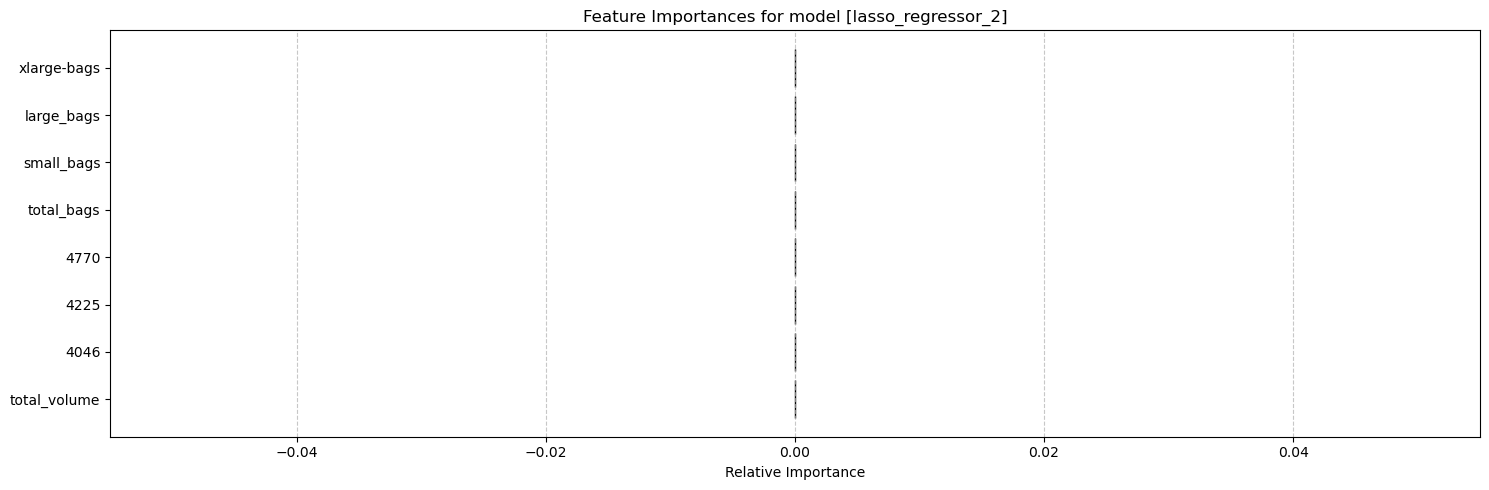 Feature Importances for model [lasso_regressor_2]
xlarge-bags
large_bags
small_bags
total_bags
4770
4225
4046
total_volume
−0.04
−0.02
0.00
0.02
0.04
Relative Importance